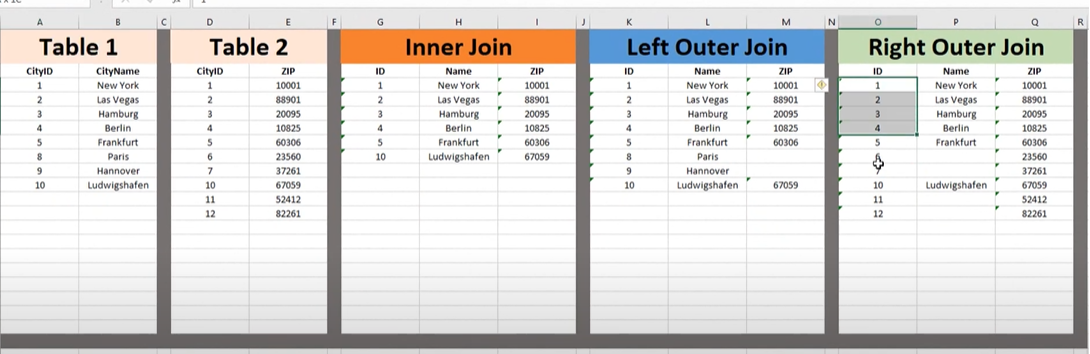 A B C D E F G H I J K L M N O P Q R
Table 1 Table 2 Inner Join Left Outer Join Right Outer Join
CityID CityName CityID ZIP ID Name ZIP ID Name ZIP ID Name ZIP
1 New York 1 10001 1 New York 10001 1 New York 10001 1 New York 10001
2 Las Vegas 2 88901 2 Las Vegas 88901 2 Las Vegas 88901 2 Las Vegas 88901
3 Hamburg 3 20095 3 Hamburg 20095 3 Hamburg 20095 3 Hamburg 20095
4 Berlin 4 10825 4 Berlin 10825 4 Berlin 10825 4 Berlin 10825
5 Frankfurt 5 60306 5 Frankfurt 60306 5 Frankfurt 60306 5 Frankfurt 60306
8 Paris 6 23560 10 Ludwigshafen 67059 8 Paris 23560
9 Hannover 7 37261 9 Hannover 37261
10 Ludwigshafen 10 67059 10 Ludwigshafen 67059 10 Ludwigshafen 67059
11 52412 11 52412
12 82261 12 82261